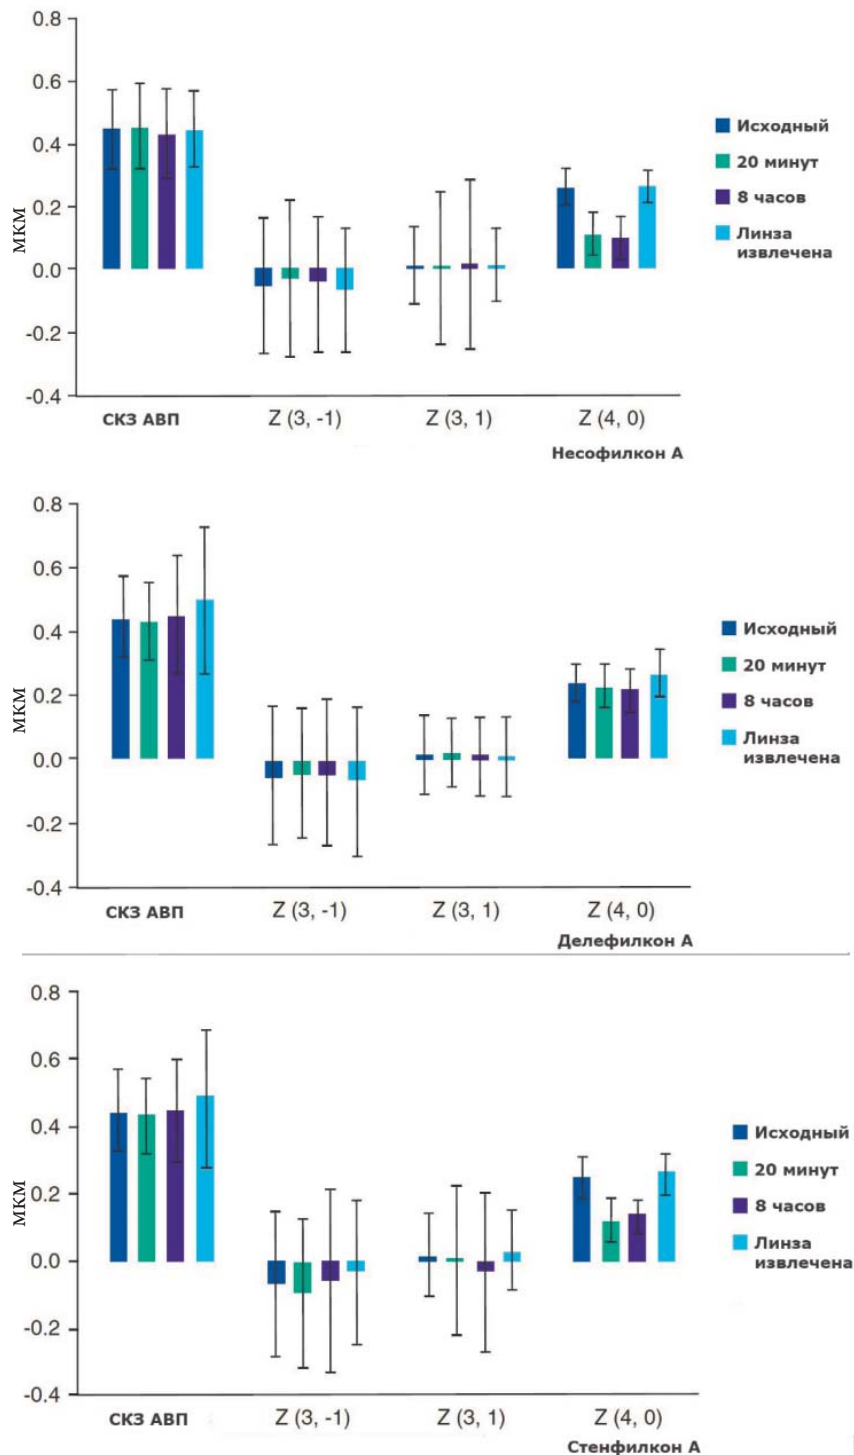 0.8
0.6
0.4
0.2
0.0
-0.2
-0.4
МКМ
Исходный
20 минут
8 часов
Линза
извлечена
СКЗ АВП Z (3, -1) Z (3, 1) Z (4, 0)
Несофилкон А
0.8
0.6
0.4
0.2
0.0
-0.2
-0.4
МКМ
Исходный
20 минут
8 часов
Линза
извлечена
СКЗ АВП Z (3, -1) Z (3, 1) Z (4, 0)
Делефилкон А
0.8
0.6
0.4
0.2
0.0
-0.2
-0.4
МКМ
Исходный
20 минут
8 часов
Линза
извлечена
СКЗ АВП Z (3, -1) Z (3, 1) Z (4, 0)
Стенфилкон А